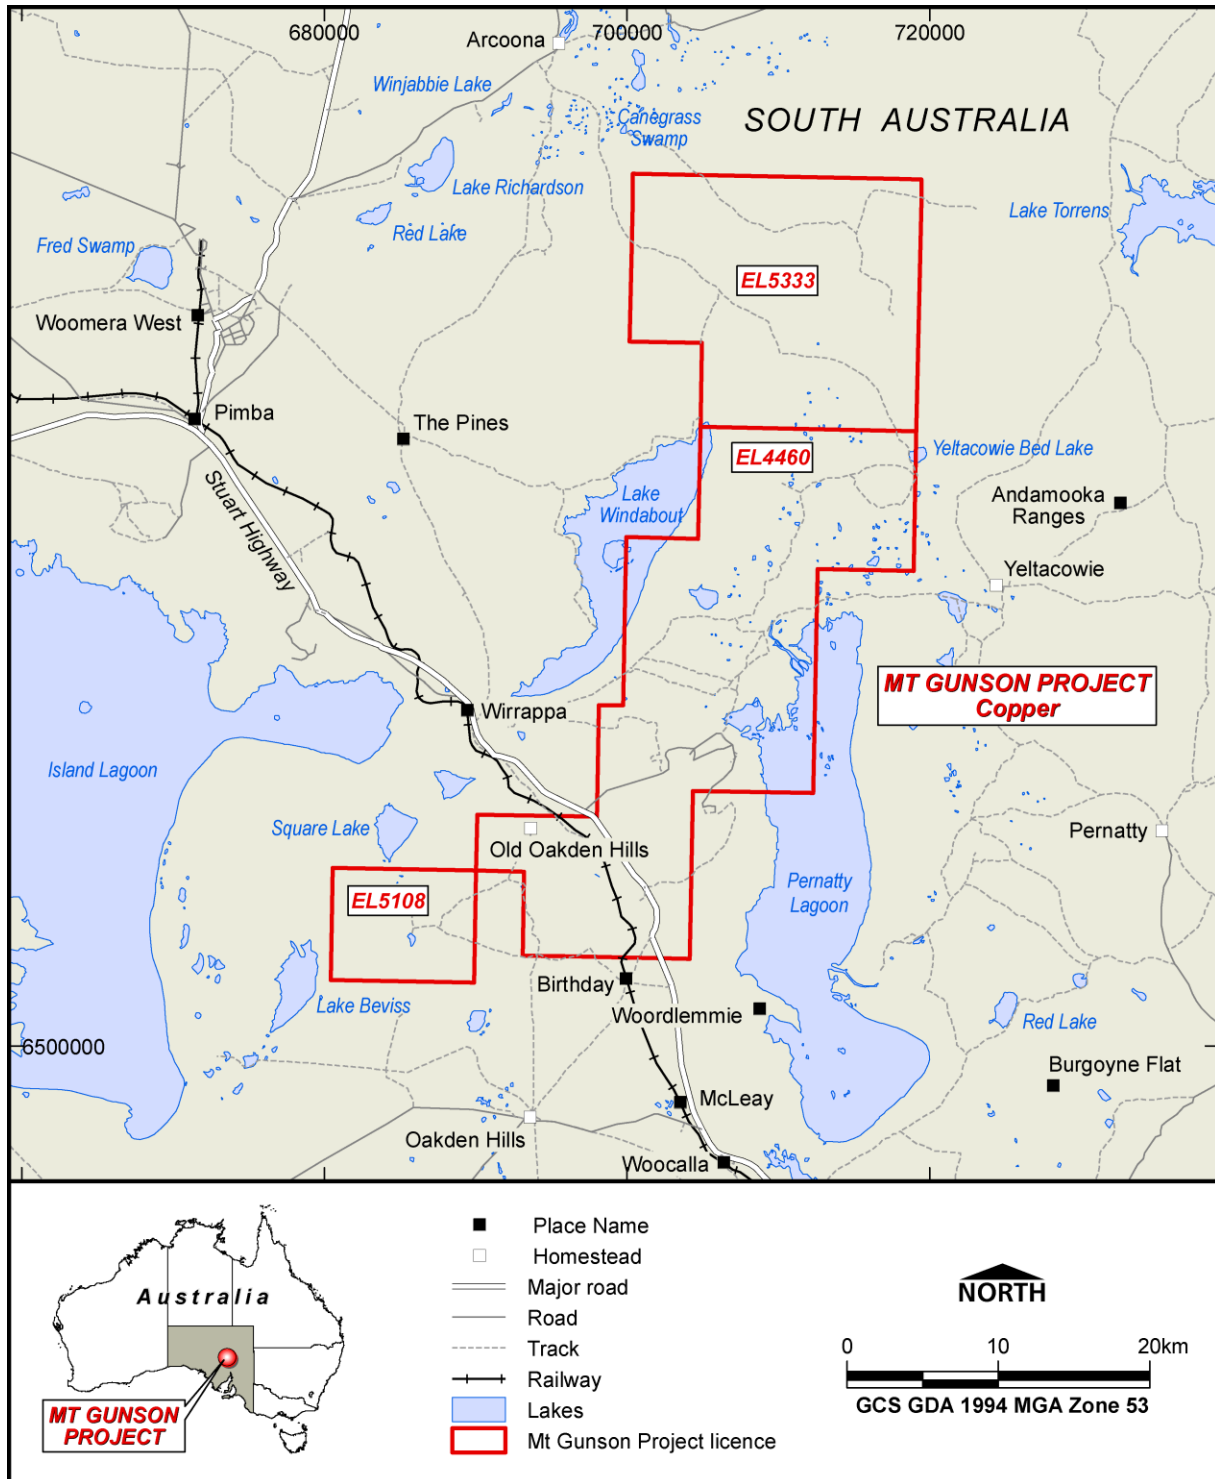 680000
700000
720000
Arcoona
Winjabbie Lake
Canegrass
Swamp
SOUTH AUSTRALIA
Lake Richardson
Red Lake
Lake Torrens
Fred Swamp
EL5333
Woomera West
Pimba
The Pines
EL4460
Yeltacowie Bed Lake
Stuart Highway
Lake
Windabout
Andamooka
Ranges
Yeltacowie
MT GUNSON PROJECT
Copper
Wirrappa
Island Lagoon
Square Lake
Old Oakden Hills
Pernatty
EL5108
Pernatty
Lagoon
Birthday
Lake Beviss
Woordlemmie
Red Lake
6500000
Burgoyne Flat
McLeay
Oakden Hills
Woocalla
Australia
MT GUNSON
PROJECT
Place Name
Homestead
Major road
Road
Track
Railway
Lakes
Mt Gunson Project licence
NORTH
0 10 20km
GCS GDA 1994 MGA Zone 53